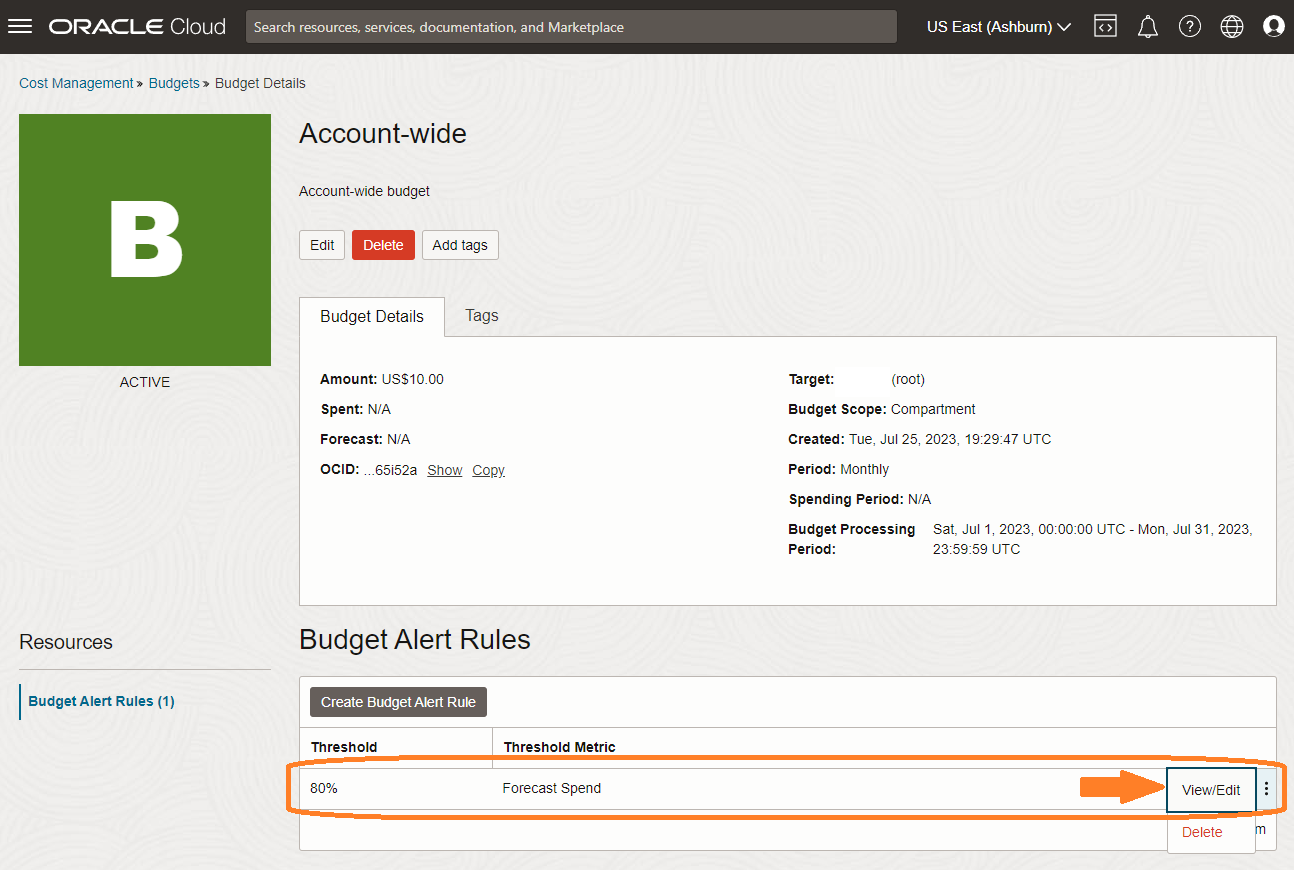 ORACLE Cloud
Search resources, services, documentation, and Marketplace
US East (Ashburn)
Cost Management » Budgets » Budget Details
B
ACTIVE
Account-wide
Account-wide budget
Edit Delete Add tags
Budget Details Tags
Amount: US$10.00
Spent: N/A
Forecast: N/A
OCID: ...65i52a Show Copy
Target: (root)
Budget Scope: Compartment
Created: Tue, Jul 25, 2023, 19:29:47 UTC
Period: Monthly
Spending Period: N/A
Budget Processing Sat, Jul 1, 2023, 00:00:00 UTC - Mon, Jul 31, 2023,
Period: 23:59:59 UTC
Resources
Budget Alert Rules (1)
Budget Alert Rules
Create Budget Alert Rule
Threshold Threshold Metric
80% Forecast Spend View/Edit
Delete